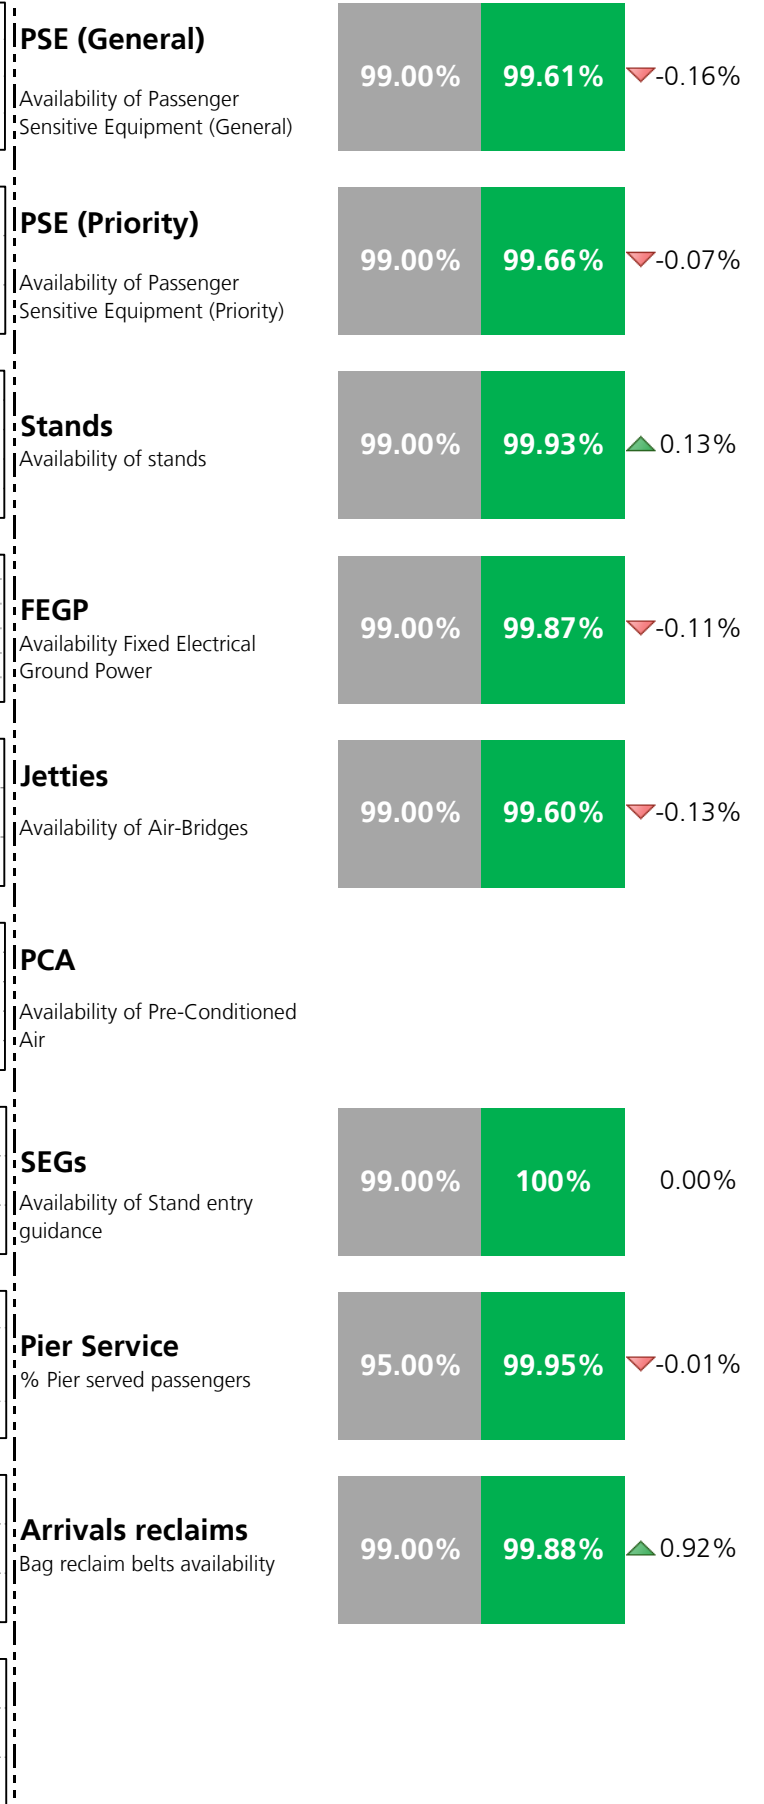 PSE (General)
Availability of Passenger
Sensitive Equipment (General)
99.00% 99.61% -0.16%
PSE (Priority)
Availability of Passenger
Sensitive Equipment (Priority)
99.00% 99.66% -0.07%
Stands
Availability of stands
99.00% 99.93% 0.13%
FEGP
Availability Fixed Electrical
Ground Power
99.00% 99.87% -0.11%
Jetties
Availability of Air-Bridges
99.00% 99.60% -0.13%
PCA
Availability of Pre-Conditioned
Air
SEGs
Availability of Stand entry
guidance
99.00% 100% 0.00%
Pier Service
% Pier served passengers
95.00% 99.95% -0.01%
Arrivals reclaims
Bag reclaim belts availability
99.00% 99.88% 0.92%